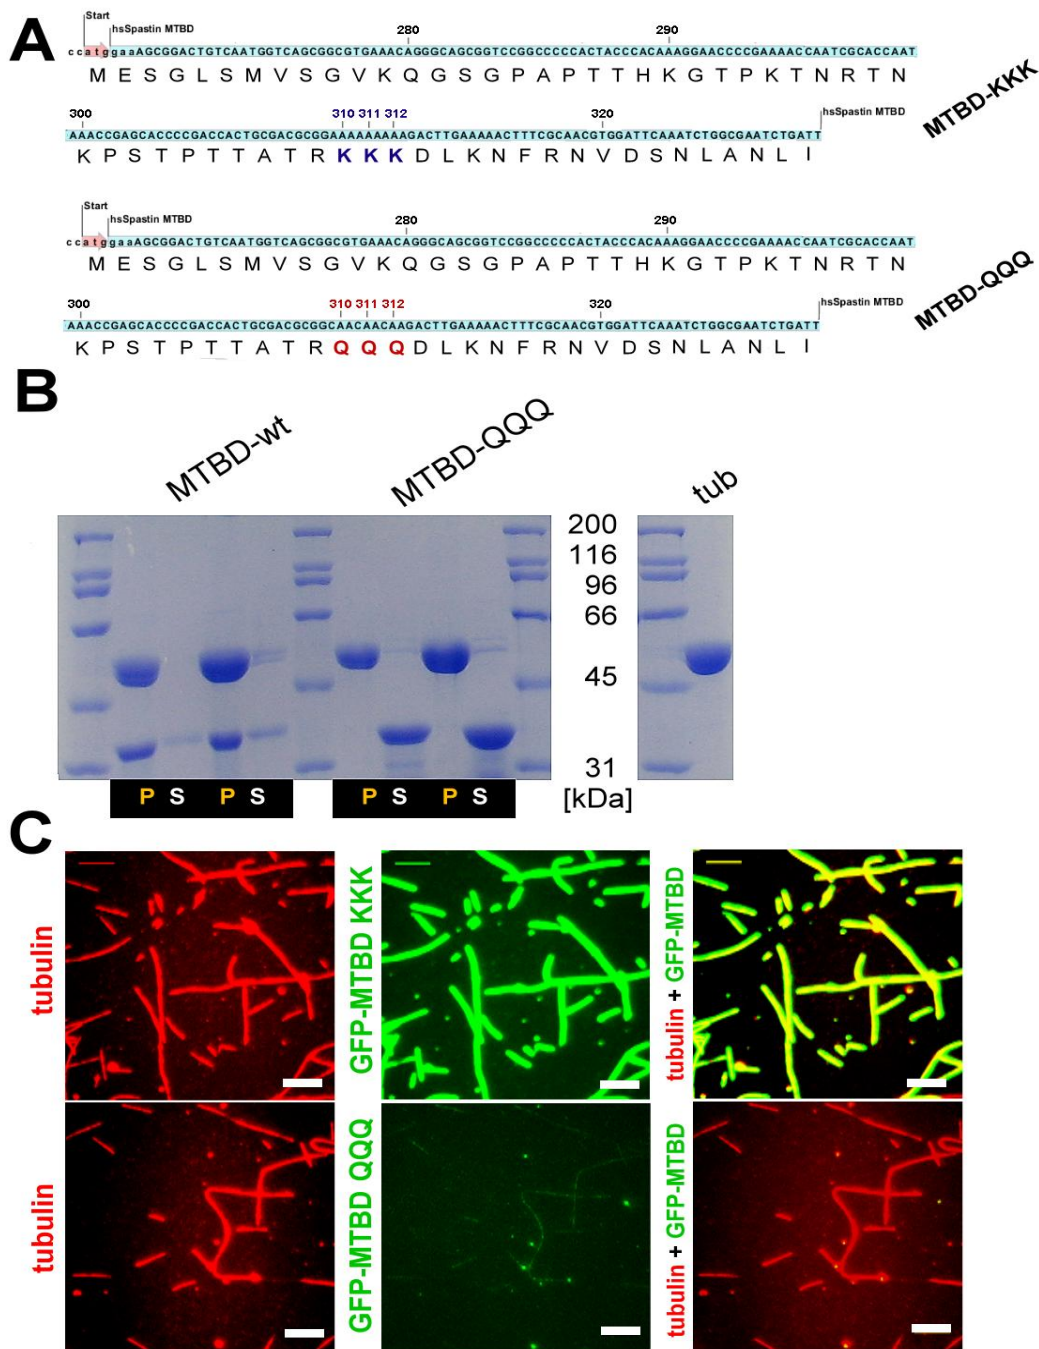 A
Start
hsSpastin MTBD
280
290
ccatggaaAGCGGACTGTCAATGGTCAGCGGCGTGAAACAGGGCAGCGGTCCGGCCCCCACTACCCACAAAGGAACCCCGAAAACCAATCGCACCAAT
M E S G L S M V S G V K Q G S G P A P T T H K G T P K T N R T N
MTBD-KKK
300
310 311 312
320
hsSpastin MTBD
AAACCGAGCACCCCGACCACTGCGACGCGGAAAAAAAAAGACTTGAAAAACTTTCGCAACGTGGATTCAAATCTGGCGAATCTGATT
K P S T P T T A T R K K K D L K N F R N V D S N L A N L I
Start
hsSpastin MTBD
280
290
ccatggaaAGCGGACTGTCAATGGTCAGCGGCGTGAAACAGGGCAGCGGTCCGGCCCCCACTACCCACAAAGGAACCCCGAAAACCAATCGCACCAAT
M E S G L S M V S G V K Q G S G P A P T T H K G T P K T N R T N
MTBD-QQQ
300
310 311 312
320
hsSpastin MTBD
AAACCGAGCACCCCGACCACTGCGACGCGGCAACAACAAGACTTGAAAAACTTTCGCAACGTGGATTCAAATCTGGCGAATCTGATT
K P S T P T T A T R Q Q Q D L K N F R N V D S N L A N L I
B
MTBD-wt
MTBD-QQQ
tub
200
116
96
66
45
31
[kDa]
P S P S
P S P S
C
tubulin
GFP-MTBD KKK
tubulin + GFP-MTBD
tubulin
GFP-MTBD QQQ
tubulin + GFP-MTBD